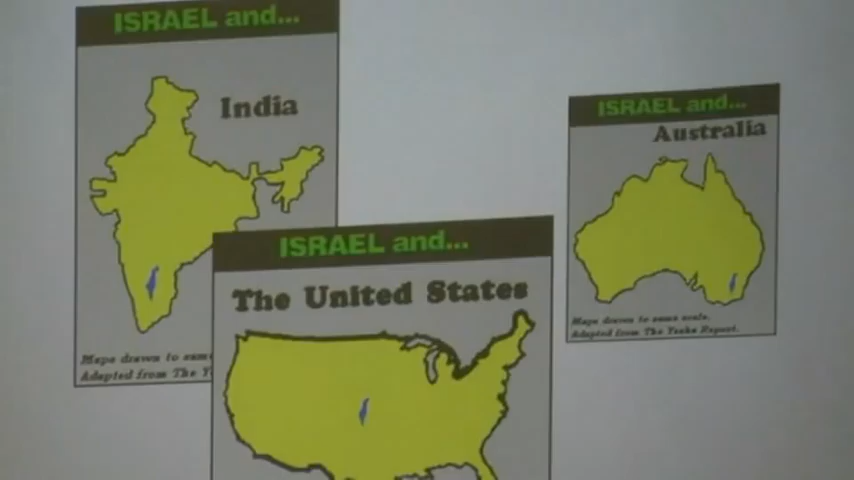 ISRAEL and...
India
Maps drawn to same
Adapted from The Y
ISRAEL and...
The United States
ISRAEL and...
Australia
Maps drawn to same scale.
Adapted from The Report.